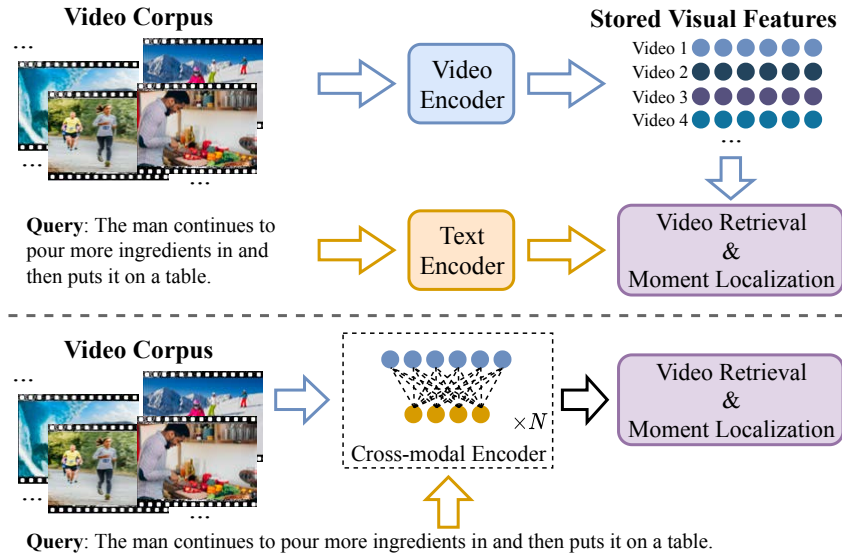 Video Corpus
...
...
...
Video
Encoder
Stored Visual Features
Video 1
Video 2
Video 3
Video 4
...
Query: The man continues to
pour more ingredients in and
then puts it on a table.
Text
Encoder
Video Retrieval
&
Moment Localization
Video Corpus
...
...
...
×N
Cross-modal Encoder
Video Retrieval
&
Moment Localization
Query: The man continues to pour more ingredients in and then puts it on a table.